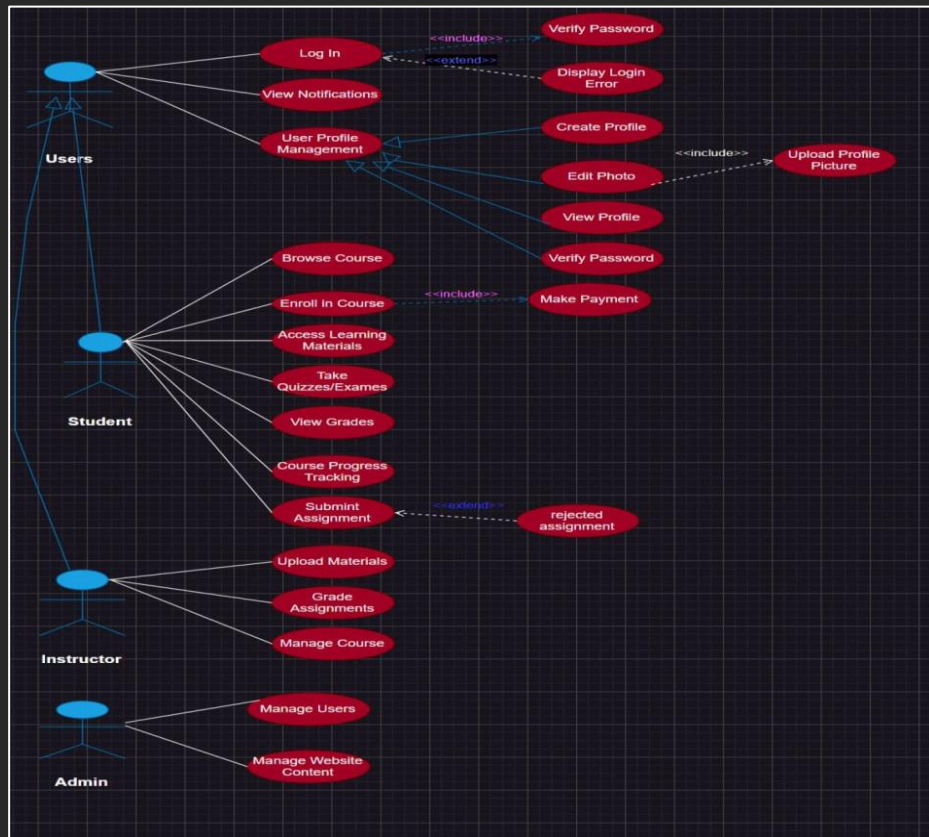 <<include>>
Verify Password
Log In
<<extend>>
Display Login
Error
View Notifications
User Profile
Management
Create Profile
Users
<<include>>
Upload Profile
Picture
Edit Photo
View Profile
Browse Course
Verify Password
Enroll in Course
<<include>>
Make Payment
Access Learning
Materials
Take
Quizzes/Exames
Student
View Grades
Course Progress
Tracking
Submint
Assignment
<<extend>>
rejected
assignment
Upload Materials
Grade
Assignments
Manage Course
Instructor
Manage Users
Manage Website
Content
Admin